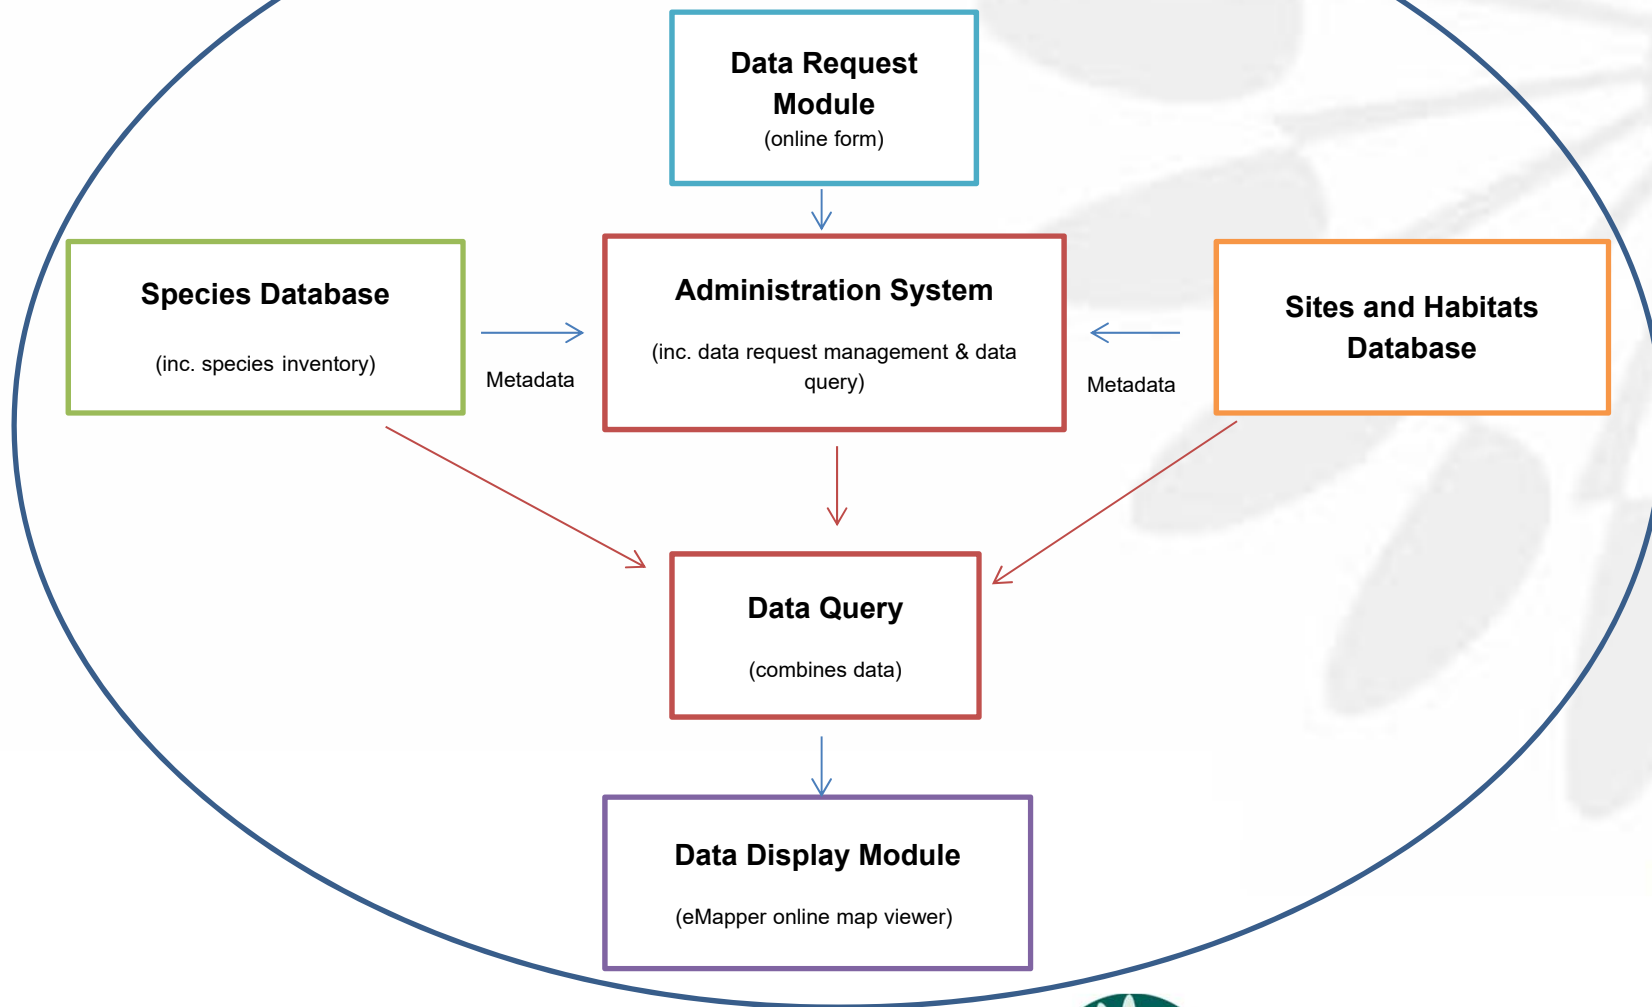 Data Request
Module
(online form)
Species Database
(inc. species inventory)
Metadata
Administration System
(inc. data request management & data
query)
Metadata
Sites and Habitats
Database
Data Query
(combines data)
Data Display Module
(eMapper online map viewer)